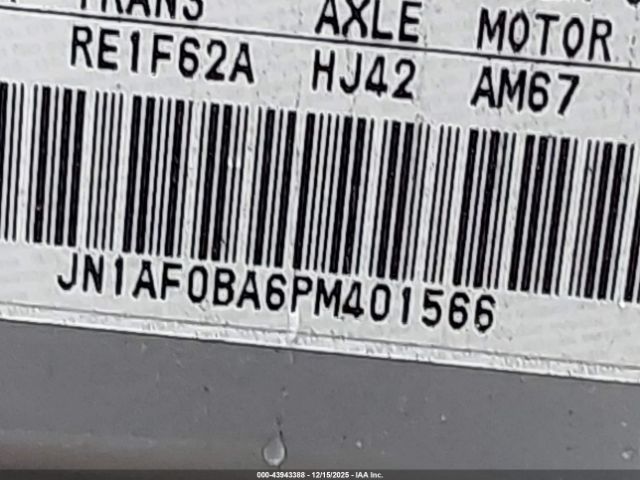 TRANS AXLE MOTOR
RE1F62A HJ42 AM67
JN1AF0BA6PM401566
000-43943388 - 12/15/2025 - IAA Inc.